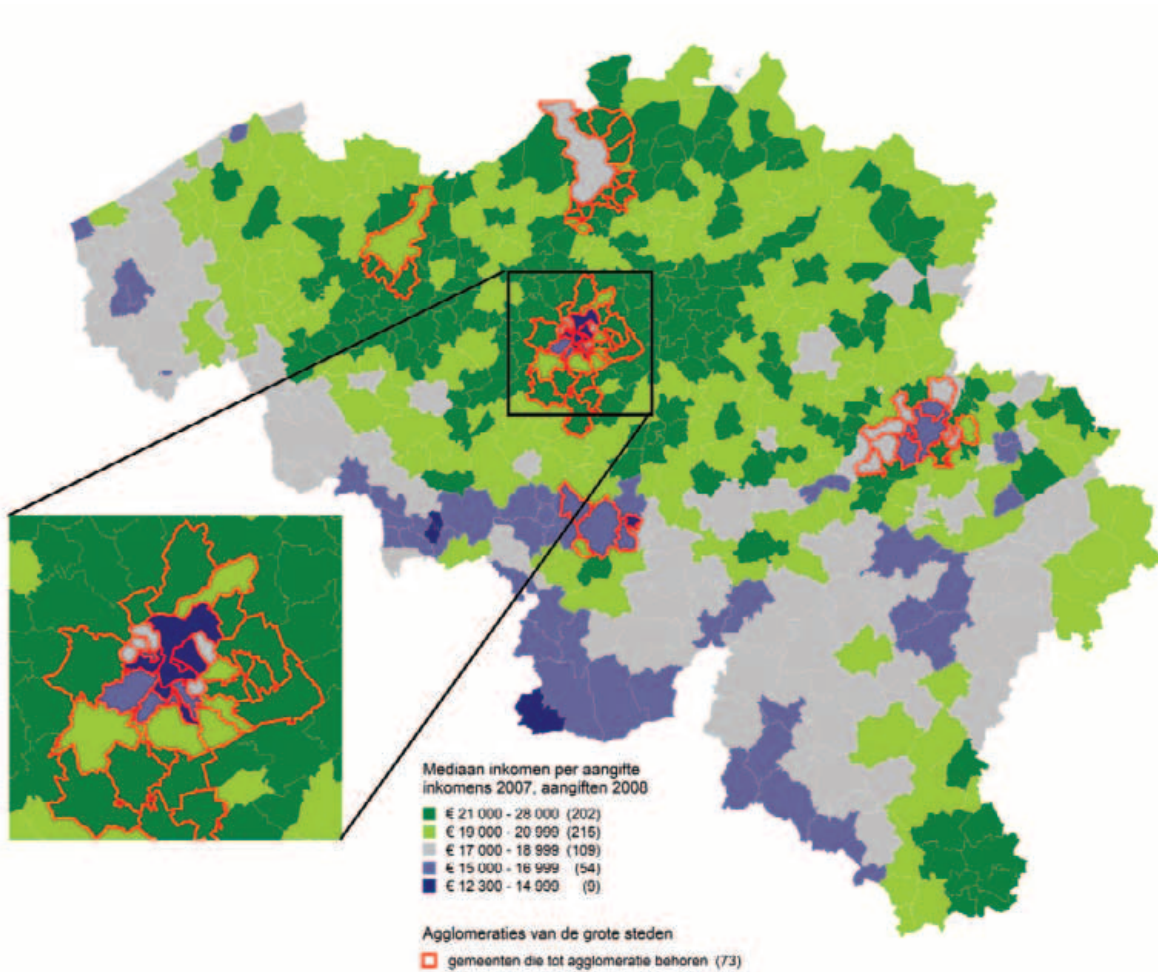 Mediaan inkomen per aangifte
inkomens 2007, aangiften 2008
€ 21 000 - 28 000 (202)
€ 19 000 - 20 999 (215)
€ 17 000 - 18 999 (109)
€ 15 000 - 16 999 (54)
€ 12 300 - 14 999 (9)
Agglomeraties van de grote steden
gemeenten die tot agglomeratie behoren (73)